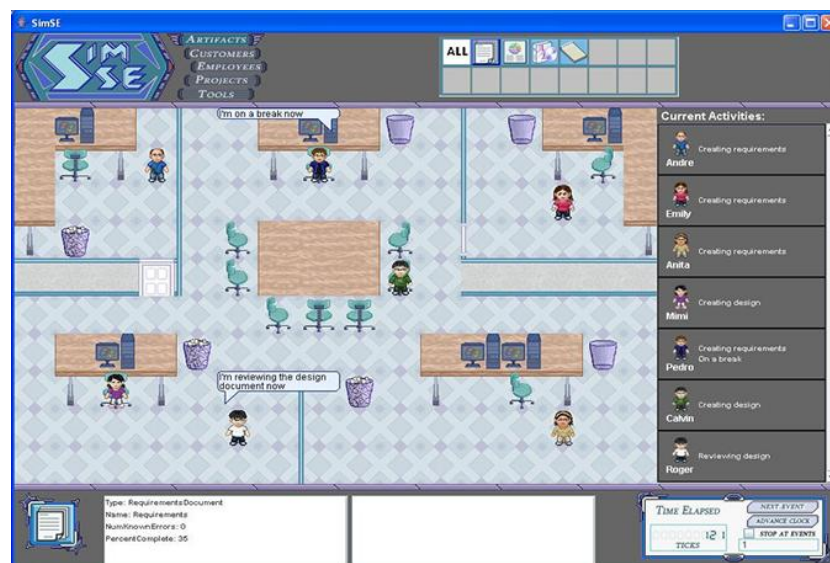 SimSE
SIM
SE
ARTIFACTS
CUSTOMERS
EMPLOYEES
PROJECTS
TOOLS
ALL
I'm on a break now
Current Activities:
Creating requirements
Andre
Creating requirements
Emily
Creating requirements
Anita
Creating design
Mimi
Creating requirements
On a break
Pedro
Creating design
Calvin
Reviewing design
Roger
I'm reviewing the design
document now
Type: RequirementsDocument
Name: Requirements
NumKnownErrors: 0
PercentComplete: 35
TIME ELAPSED
121
TICKS
NEXT EVENT
ADVANCE CLOCK
STOP AT EVENTS
1